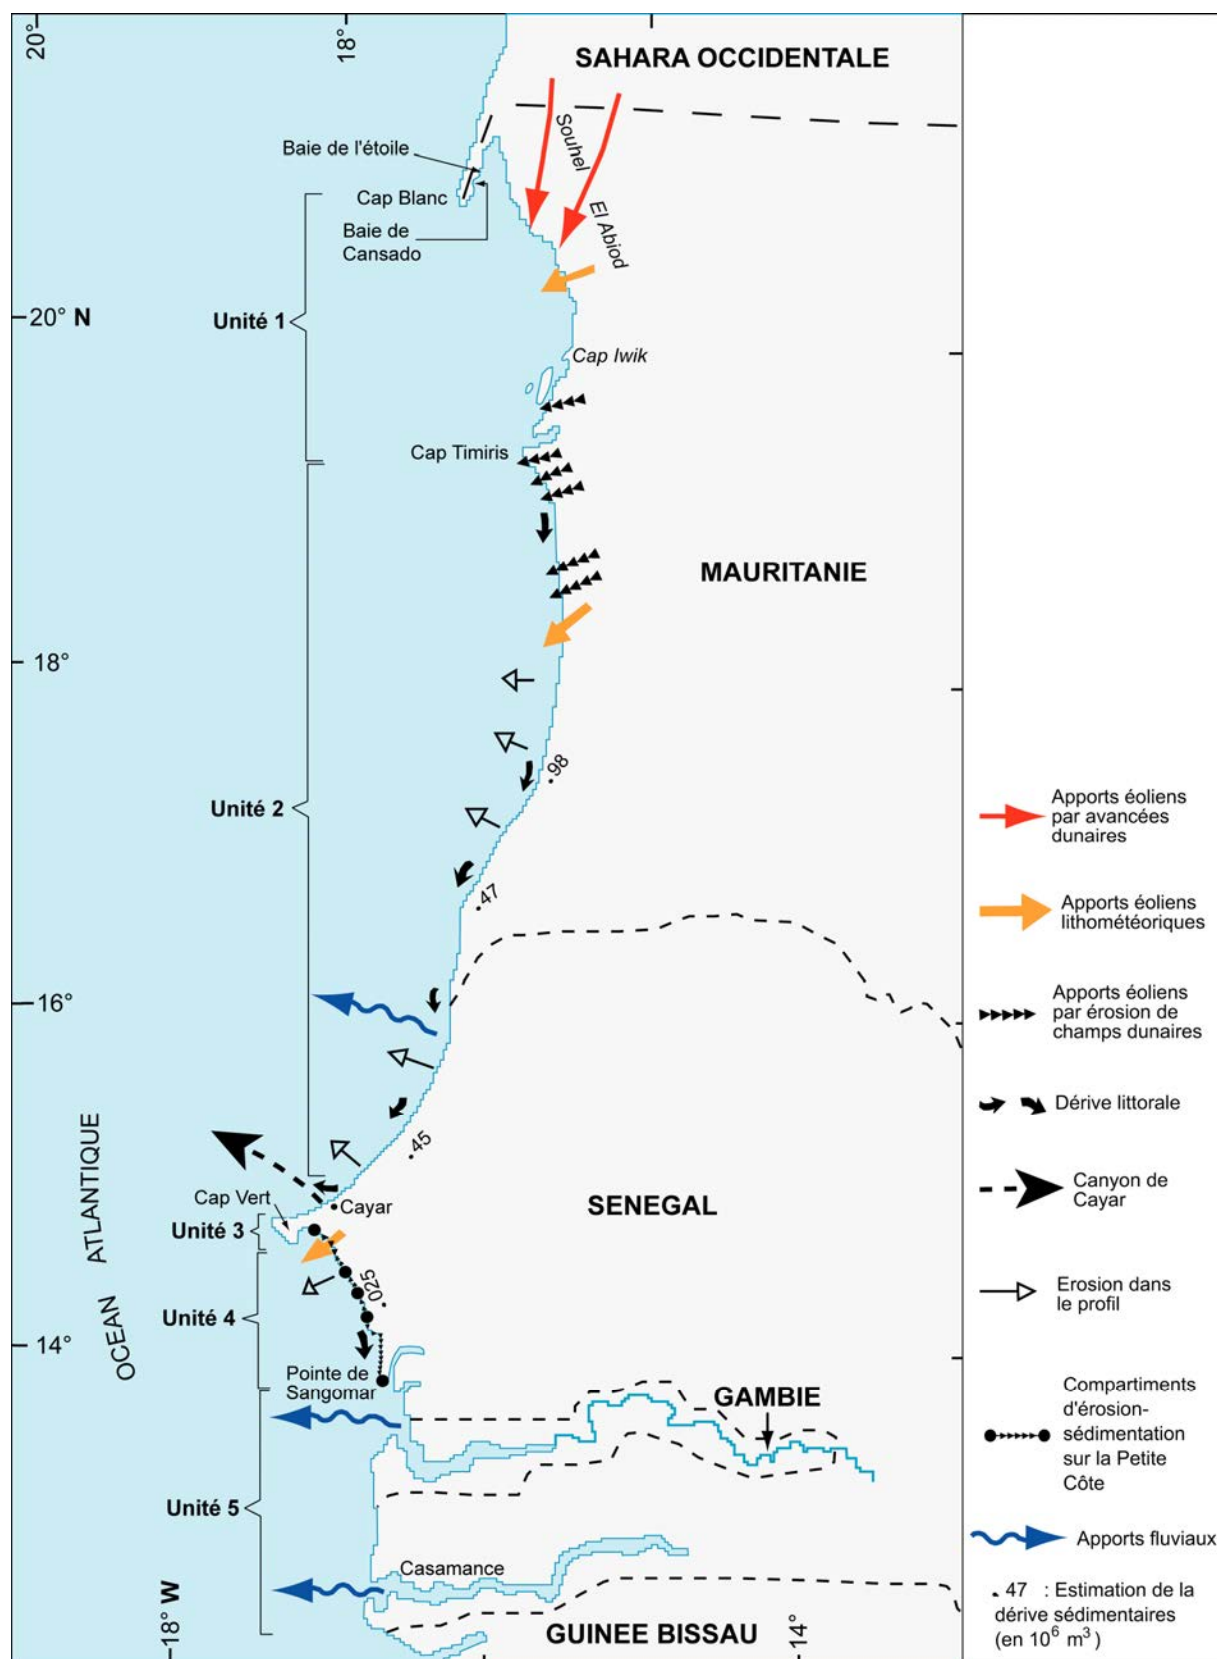 20°
18°
SAHARA OCCIDENTALE
Souhel
Baie de l'étoile
Cap Blanc
El Abiod
Baie de
Cansado
20° N
Unité 1
Cap Iwik
Cap Timiris
MAURITANIE
18°
.98
Unité 2
.47
16°
.45
OCEAN ATLANTIQUE
Cap Vert
Cayar
SENEGAL
Unité 3
.025
Unité 4
14°
Pointe de
Sangomar
GAMBIE
Unité 5
Casamance
18° W
GUINEE BISSAU
14°
Apports éoliens
par avancées
dunaires
Apports éoliens
lithométéoriques
Apports éoliens
par érosion de
champs dunaires
Dérive littorale
Canyon de
Cayar
Erosion dans
le profil
Compartiments
d'érosion-
sédimentation
sur la Petite
Côte
Apports fluviaux
. 47 : Estimation de la
dérive sédimentaires
(en 10⁶ m³)